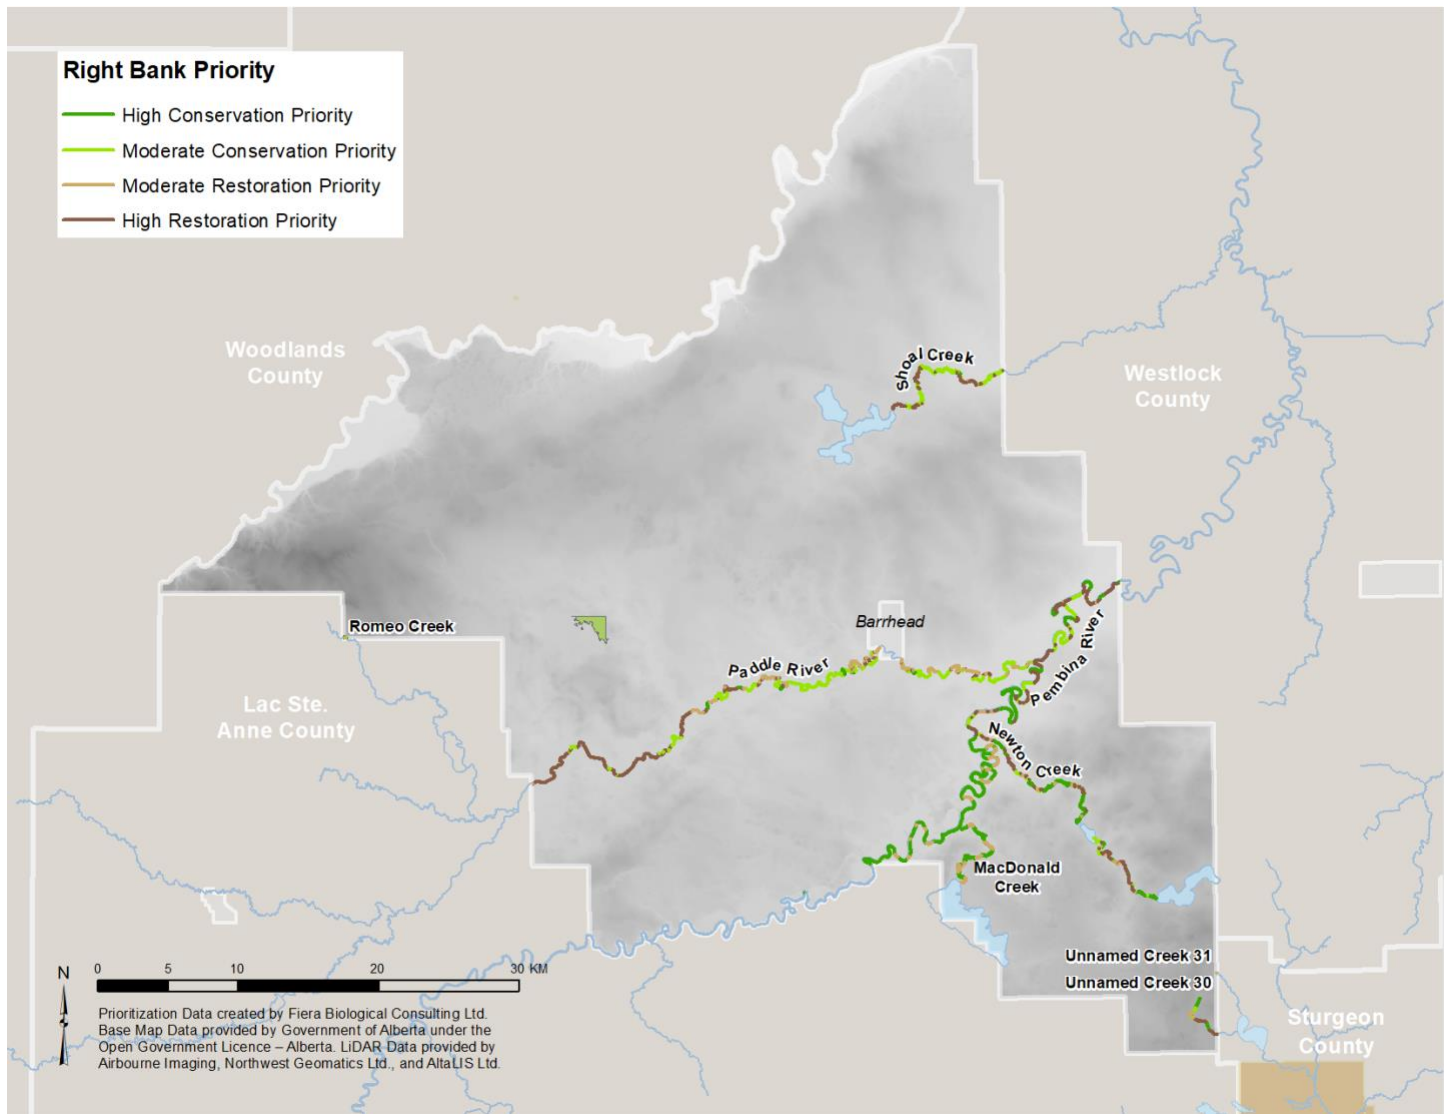 Right Bank Priority
High Conservation Priority
Moderate Conservation Priority
Moderate Restoration Priority
High Restoration Priority
Woodlands
County
Shoal Creek
Westlock
County
Romeo Creek
Barrhead
Paddle River
Pembina River
Lac Ste.
Anne County
Newton Creek
MacDonald
Creek
Unnamed Creek 31
Unnamed Creek 30
Sturgeon
County
N
0 5 10 20 30 KM
Prioritization Data created by Fiera Biological Consulting Ltd.
Base Map Data provided by Government of Alberta under the
Open Government Licence – Alberta. LiDAR Data provided by
Airbourne Imaging, Northwest Geomatics Ltd., and AltaLIS Ltd.